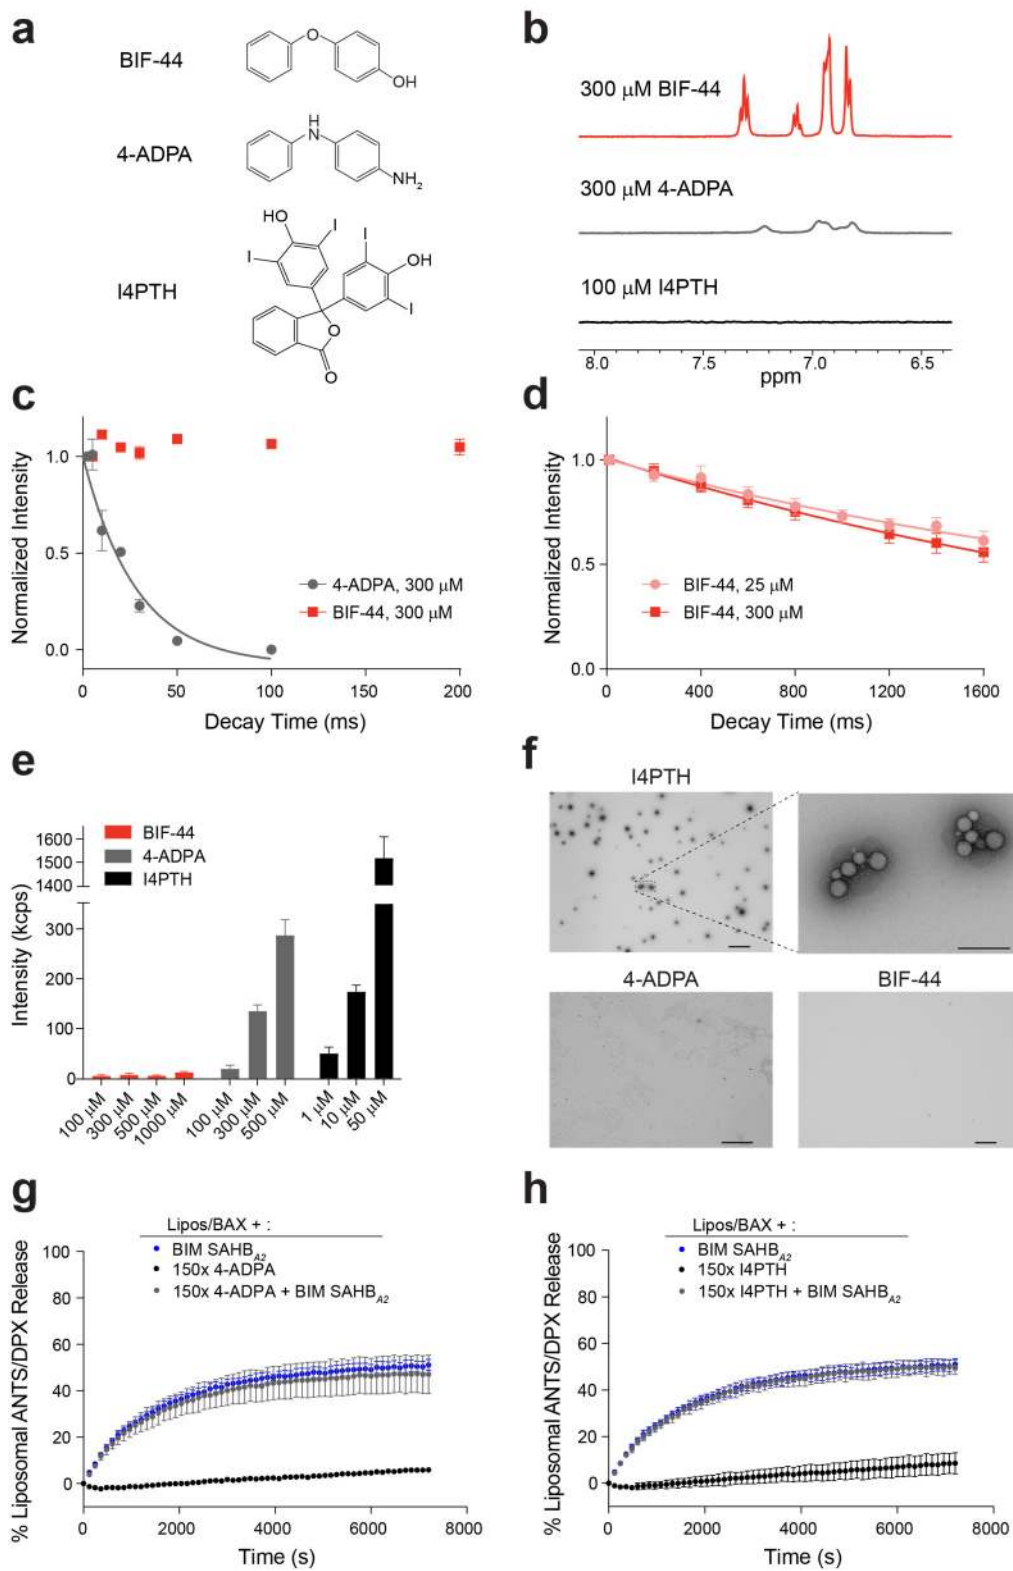 a
BIF-44
O
OH
4-ADPA
H
N
NH2
I4PTH
HO
I
I
I
OH
I
O
O
b
300 μM BIF-44
300 μM 4-ADPA
100 μM I4PTH
8.0 7.5 7.0 6.5
ppm
c
Normalized Intensity
1.0
0.5
0.0
4-ADPA, 300 μM
BIF-44, 300 μM
0 50 100 150 200
Decay Time (ms)
d
Normalized Intensity
1.0
0.5
0.0
BIF-44, 25 μM
BIF-44, 300 μM
0 400 800 1200 1600
Decay Time (ms)
e
Intensity (kcps)
1600
1500
1400
300
200
100
0
BIF-44
4-ADPA
I4PTH
100 μM 300 μM 500 μM 1000 μM 100 μM 300 μM 500 μM 1 μM 10 μM 50 μM
f
I4PTH
4-ADPA
BIF-44
g
% Liposomal ANTS/DPX Release
Lipos/BAX + :
BIM SAHBA2
150x 4-ADPA
150x 4-ADPA + BIM SAHBA2
100
80
60
40
20
0
0 2000 4000 6000 8000
Time (s)
h
% Liposomal ANTS/DPX Release
Lipos/BAX + :
BIM SAHBA2
150x I4PTH
150x I4PTH + BIM SAHBA2
100
80
60
40
20
0
0 2000 4000 6000 8000
Time (s)